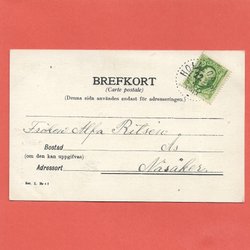 BREFKORT
(Carte postale)
(Denna sida användes endast för adresseringen.)
Fröken Alfa
Bostad
(om den kan uppgifvas) Ås
Adressort Näsåker.